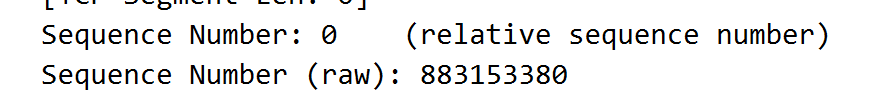 Sequence Number: 0    (relative sequence number)
Sequence Number (raw): 883153380